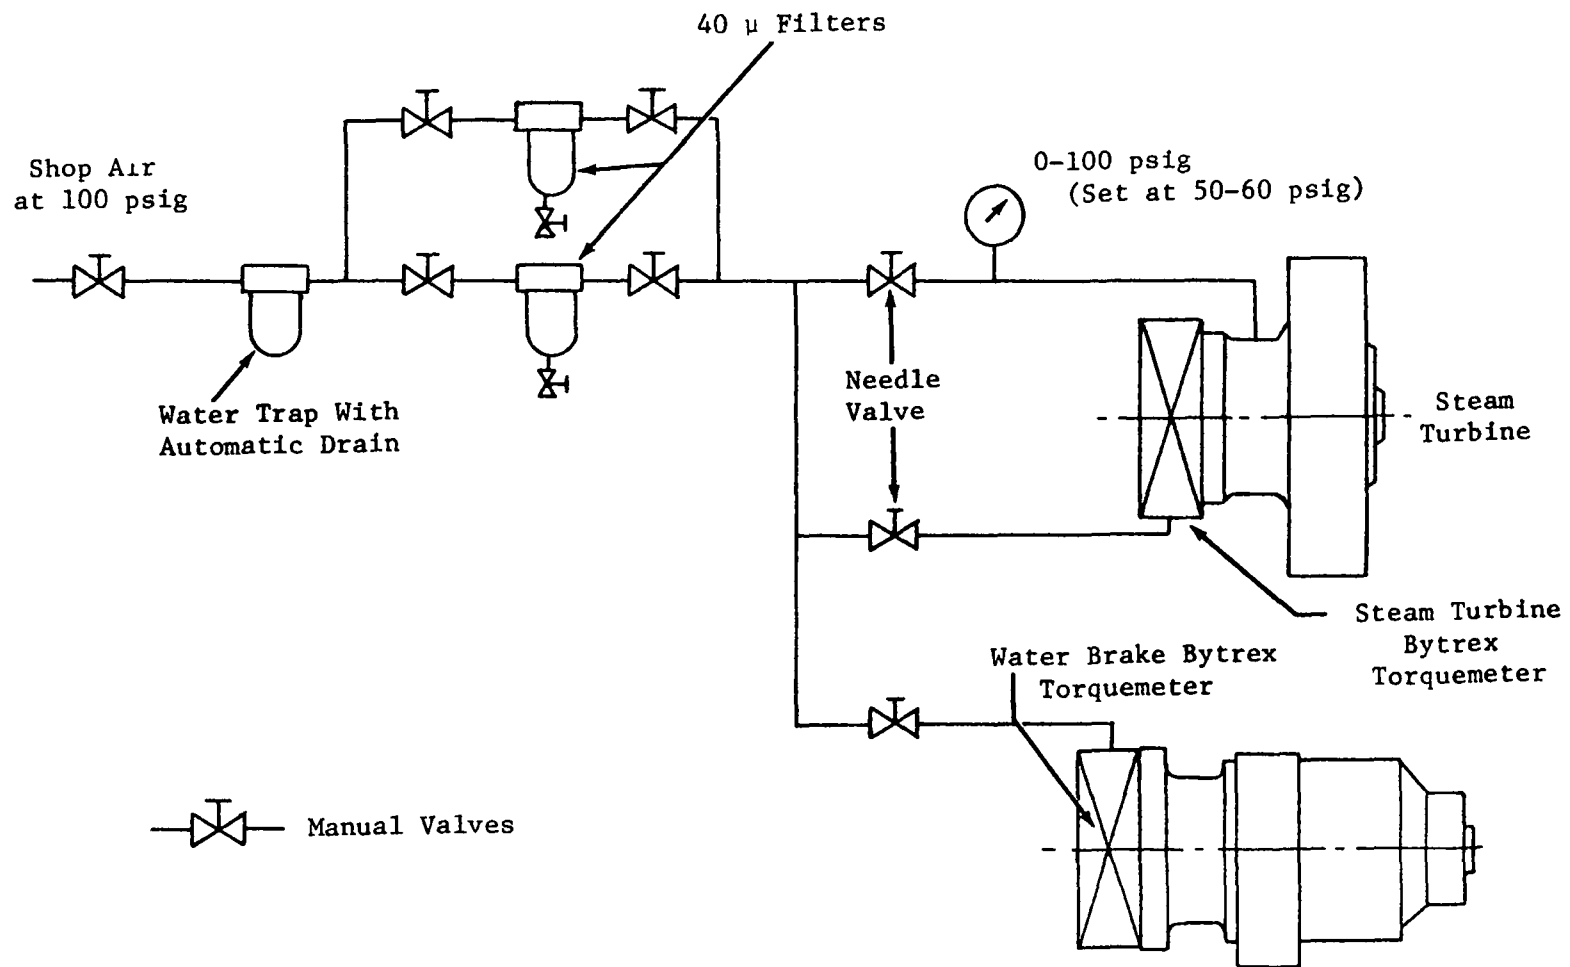 40 μ Filters
Shop Air
at 100 psig
0-100 psig
(Set at 50-60 psig)
Water Trap With
Automatic Drain
Needle
Valve
Steam
Turbine
Steam Turbine
Bytrex
Torquemeter
Water Brake Bytrex
Torquemeter
Manual Valves